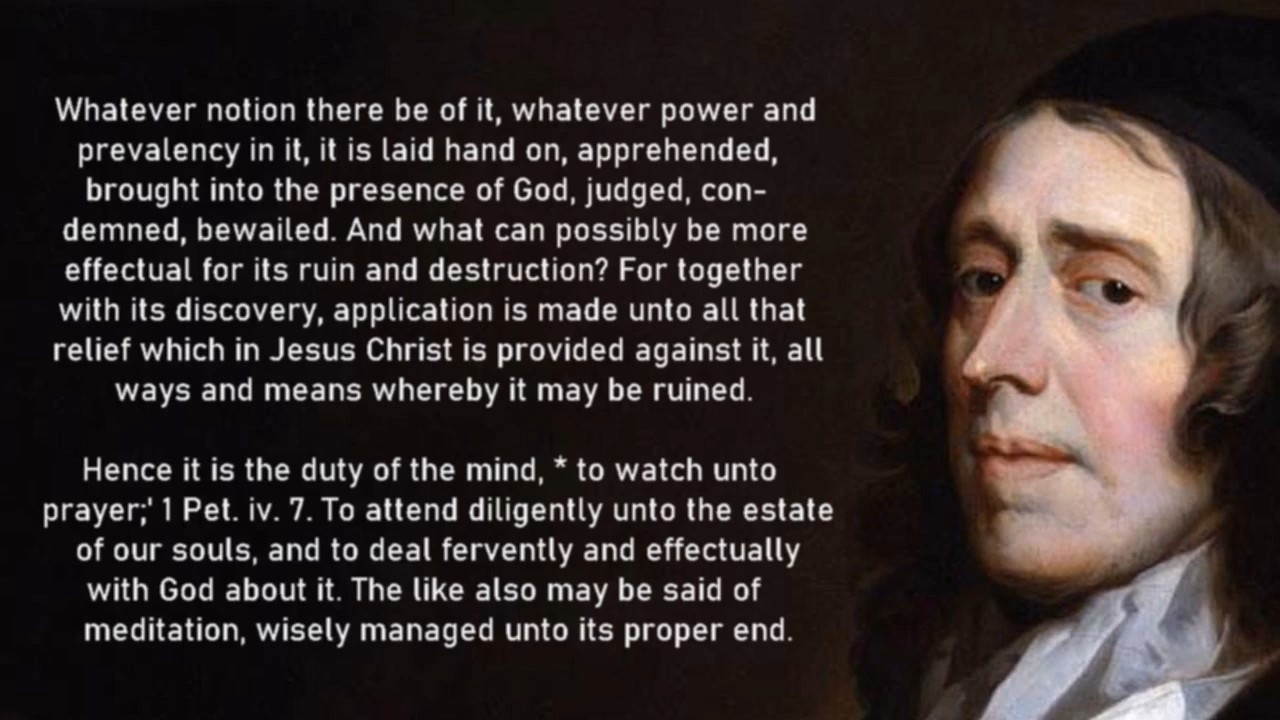 Whatever notion there be of it, whatever power and
prevalency in it, it is laid hand on, apprehended,
brought into the presence of God, judged, con-
demned, bewailed. And what can possibly be more
effectual for its ruin and destruction? For together
with its discovery, application is made unto all that
relief which in Jesus Christ is provided against it, all
ways and means whereby it may be ruined.
Hence it is the duty of the mind, * to watch unto
prayer;' 1 Pet. iv. 7. To attend diligently unto the estate
of our souls, and to deal fervently and effectually
with God about it. The like also may be said of
meditation, wisely managed unto its proper end.